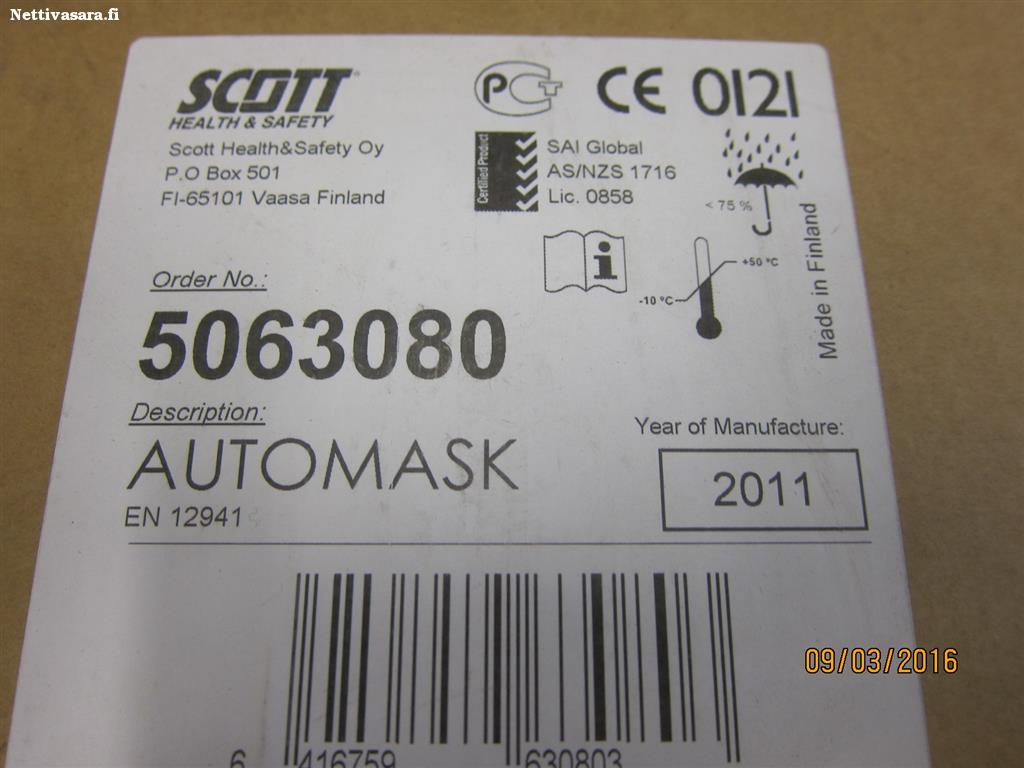 Nettivasara.fi
SCOTT
HEALTH & SAFETY
Scott Health&Safety Oy
P.O Box 501
FI-65101 Vaasa Finland
PCT
CE 0121
Certified Product
SAI Global
AS/NZS 1716
Lic. 0858
< 75 %
i
+50 °C
-10 °C
Made in Finland
Order No.:
5063080
Description:
AUTOMASK
EN 12941
Year of Manufacture:
2011
09/03/2016
6 416759 630803